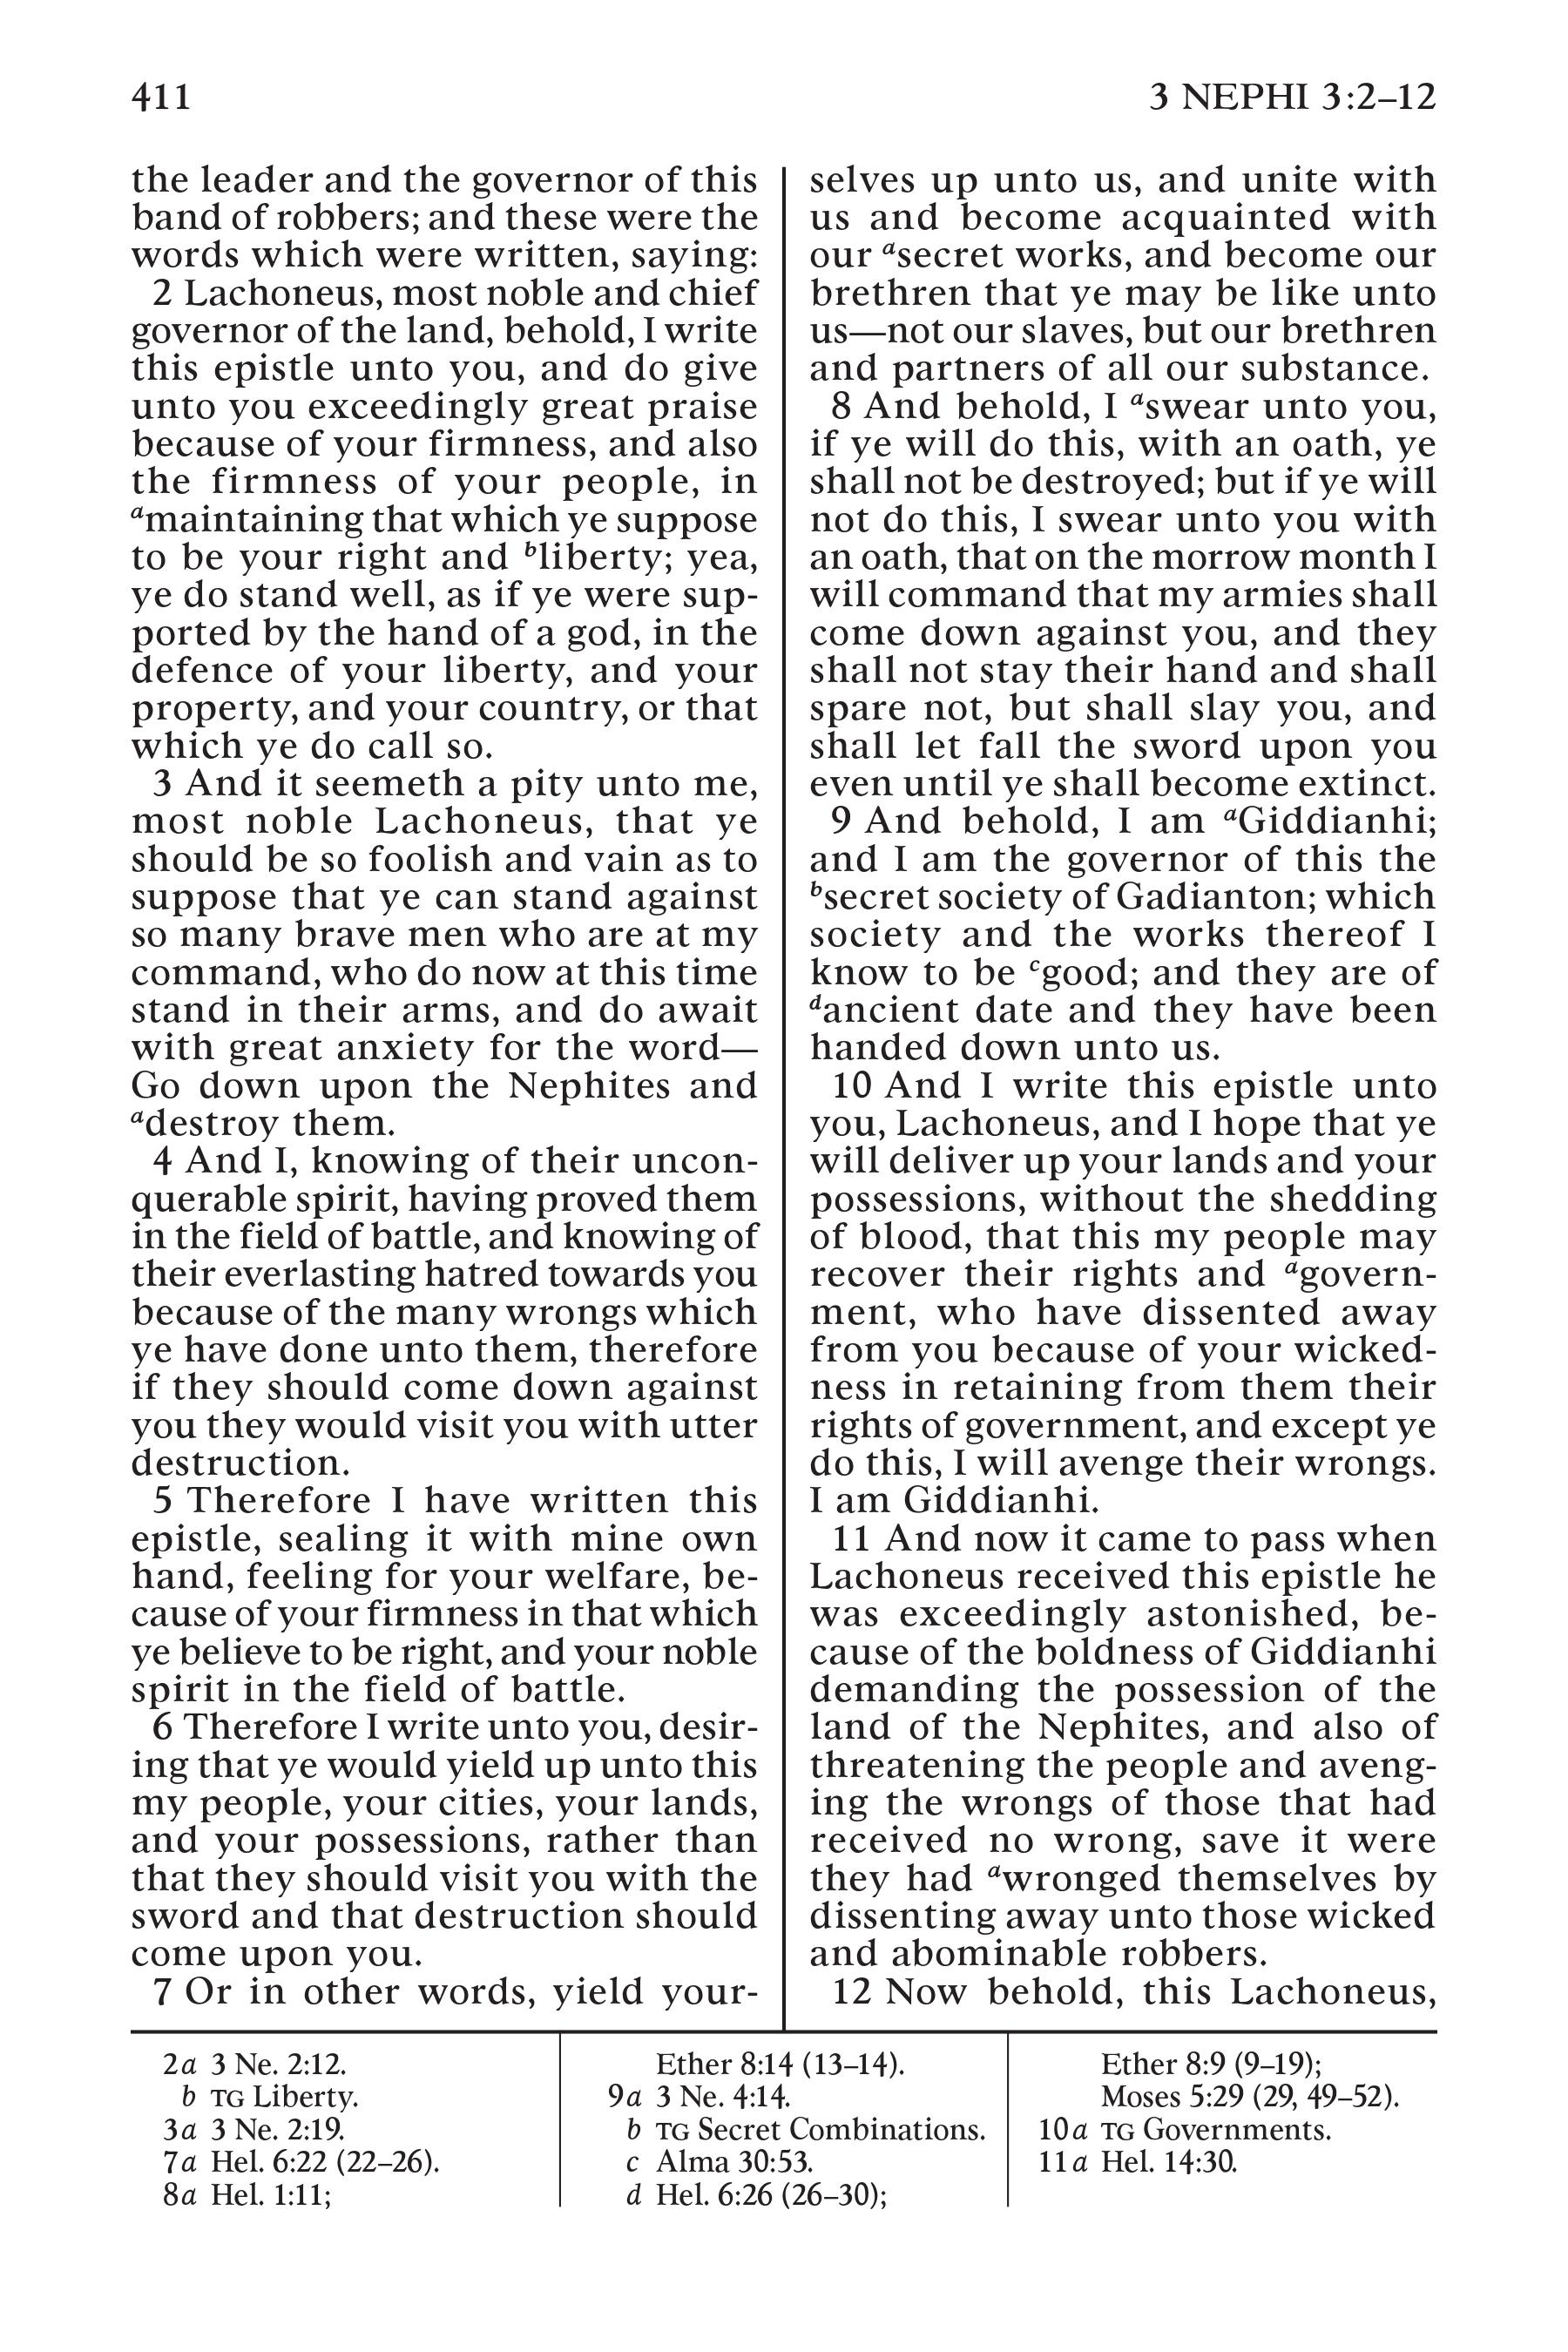 411
3 NEPHI 3:2–12
the leader and the governor of this
band of robbers; and these were the
words which were written, saying:
2 Lachoneus, most noble and chief
governor of the land, behold, I write
this epistle unto you, and do give
unto you exceedingly great praise
because of your firmness, and also
the firmness of your people, in
amaintaining that which ye suppose
to be your right and bliberty; yea,
ye do stand well, as if ye were sup-
ported by the hand of a god, in the
defence of your liberty, and your
property, and your country, or that
which ye do call so.
3 And it seemeth a pity unto me,
most noble Lachoneus, that ye
should be so foolish and vain as to
suppose that ye can stand against
so many brave men who are at my
command, who do now at this time
stand in their arms, and do await
with great anxiety for the word—
Go down upon the Nephites and
adestroy them.
4 And I, knowing of their uncon-
querable spirit, having proved them
in the field of battle, and knowing of
their everlasting hatred towards you
because of the many wrongs which
ye have done unto them, therefore
if they should come down against
you they would visit you with utter
destruction.
5 Therefore I have written this
epistle, sealing it with mine own
hand, feeling for your welfare, be-
cause of your firmness in that which
ye believe to be right, and your noble
spirit in the field of battle.
6 Therefore I write unto you, desir-
ing that ye would yield up unto this
my people, your cities, your lands,
and your possessions, rather than
that they should visit you with the
sword and that destruction should
come upon you.
7 Or in other words, yield your-
selves up unto us, and unite with
us and become acquainted with
our asecret works, and become our
brethren that ye may be like unto
us—not our slaves, but our brethren
and partners of all our substance.
8 And behold, I aswear unto you,
if ye will do this, with an oath, ye
shall not be destroyed; but if ye will
not do this, I swear unto you with
an oath, that on the morrow month I
will command that my armies shall
come down against you, and they
shall not stay their hand and shall
spare not, but shall slay you, and
shall let fall the sword upon you
even until ye shall become extinct.
9 And behold, I am aGiddianhi;
and I am the governor of this the
bsecret society of Gadianton; which
society and the works thereof I
know to be cgood; and they are of
dancient date and they have been
handed down unto us.
10 And I write this epistle unto
you, Lachoneus, and I hope that ye
will deliver up your lands and your
possessions, without the shedding
of blood, that this my people may
recover their rights and agovern-
ment, who have dissented away
from you because of your wicked-
ness in retaining from them their
rights of government, and except ye
do this, I will avenge their wrongs.
I am Giddianhi.
11 And now it came to pass when
Lachoneus received this epistle he
was exceedingly astonished, be-
cause of the boldness of Giddianhi
demanding the possession of the
land of the Nephites, and also of
threatening the people and aveng-
ing the wrongs of those that had
received no wrong, save it were
they had awronged themselves by
dissenting away unto those wicked
and abominable robbers.
12 Now behold, this Lachoneus,
2a 3 Ne. 2:12.
b TG Liberty.
3a 3 Ne. 2:19.
7a Hel. 6:22 (22–26).
8a Hel. 1:11;
Ether 8:14 (13–14).
9a 3 Ne. 4:14.
b TG Secret Combinations.
c Alma 30:53.
d Hel. 6:26 (26–30);
Ether 8:9 (9–19);
Moses 5:29 (29, 49–52).
10a TG Governments.
11a Hel. 14:30.